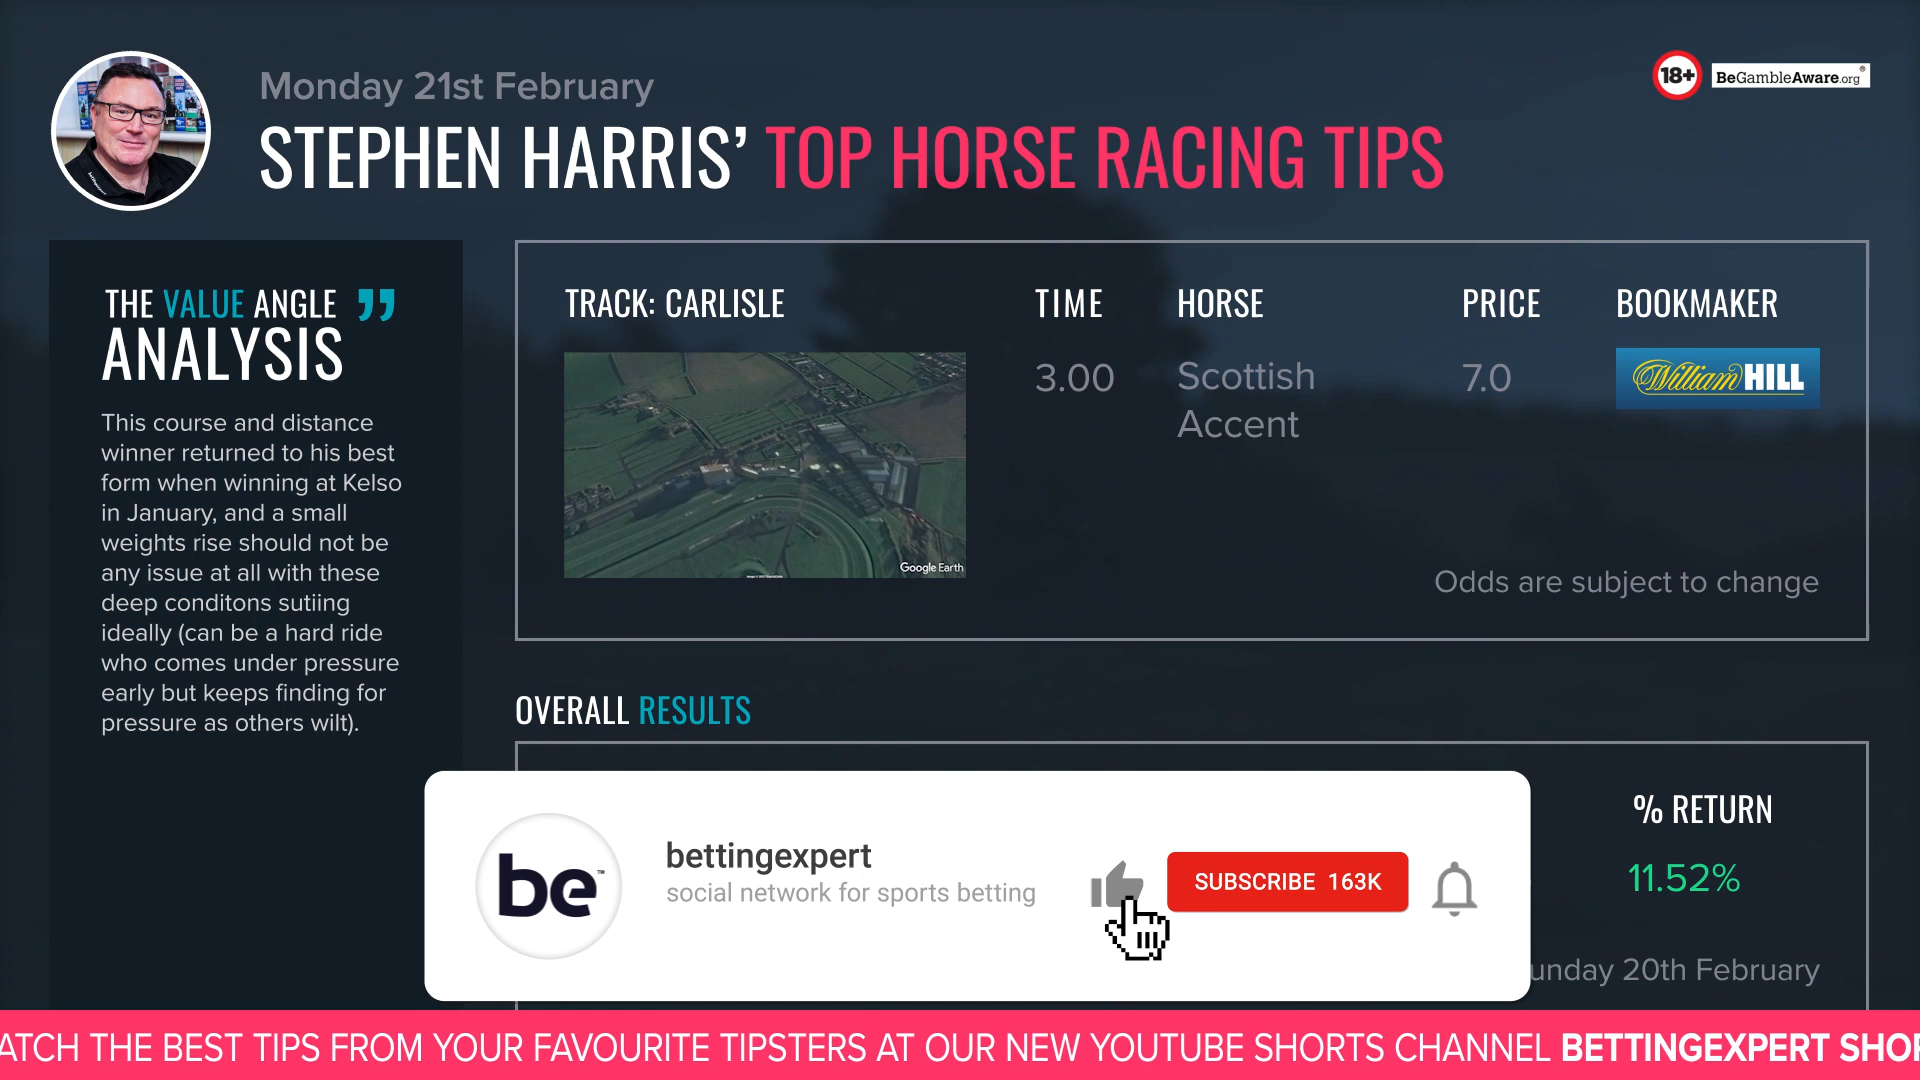 Monday 21st February
STEPHEN HARRIS’ TOP HORSE RACING TIPS
18+
BeGambleAware.org®
THE VALUE ANGLE ”
ANALYSIS
This course and distance
winner returned to his best
form when winning at Kelso
in January, and a small
weights rise should not be
any issue at all with these
deep conditons sutiing
ideally (can be a hard ride
who comes under pressure
early but keeps finding for
pressure as others wilt).
TRACK: CARLISLE
Google Earth
TIME
3.00
HORSE
Scottish
Accent
PRICE
7.0
BOOKMAKER
William HILL
Odds are subject to change
OVERALL RESULTS
% RETURN
11.52%
unday 20th February
be™
bettingexpert
social network for sports betting
SUBSCRIBE 163K
ATCH THE BEST TIPS FROM YOUR FAVOURITE TIPSTERS AT OUR NEW YOUTUBE SHORTS CHANNEL BETTINGEXPERT SHOR